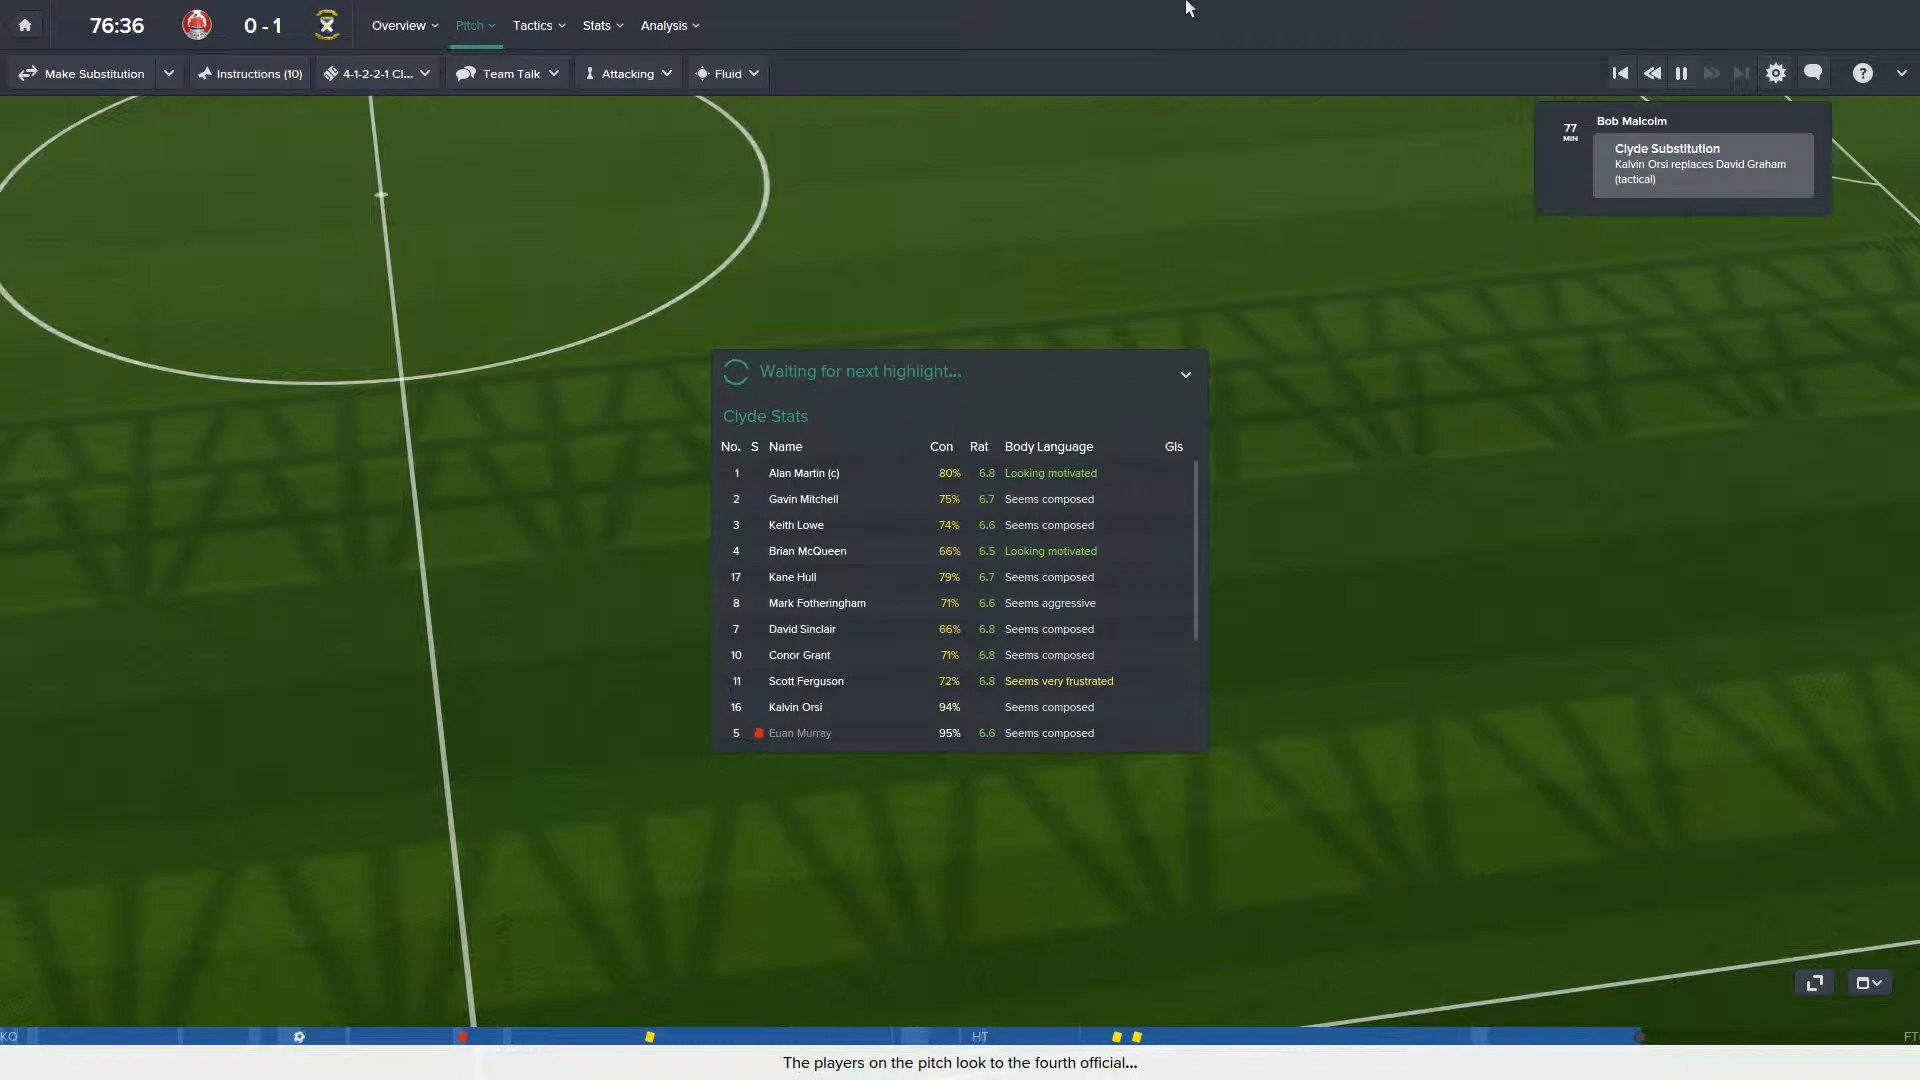 76:36 0 - 1 Overview Pitch Tactics Stats Analysis
Make Substitution Instructions (10) 4-1-2-2-1 Cl... Team Talk Attacking Fluid ?
Bob Malcolm
77
MIN
Clyde Substitution
Kalvin Orsi replaces David Graham
(tactical)
Waiting for next highlight...
Clyde Stats
No. S Name Con Rat Body Language Gls
1 Alan Martin (c) 80% 6.8 Looking motivated
2 Gavin Mitchell 75% 6.7 Seems composed
3 Keith Lowe 74% 6.6 Seems composed
4 Brian McQueen 66% 6.5 Looking motivated
17 Kane Hull 79% 6.7 Seems composed
8 Mark Fotheringham 71% 6.6 Seems aggressive
7 David Sinclair 66% 6.8 Seems composed
10 Conor Grant 71% 6.8 Seems composed
11 Scott Ferguson 72% 6.8 Seems very frustrated
16 Kalvin Orsi 94% Seems composed
5 Euan Murray 95% 6.6 Seems composed
KO HT FT
The players on the pitch look to the fourth official...